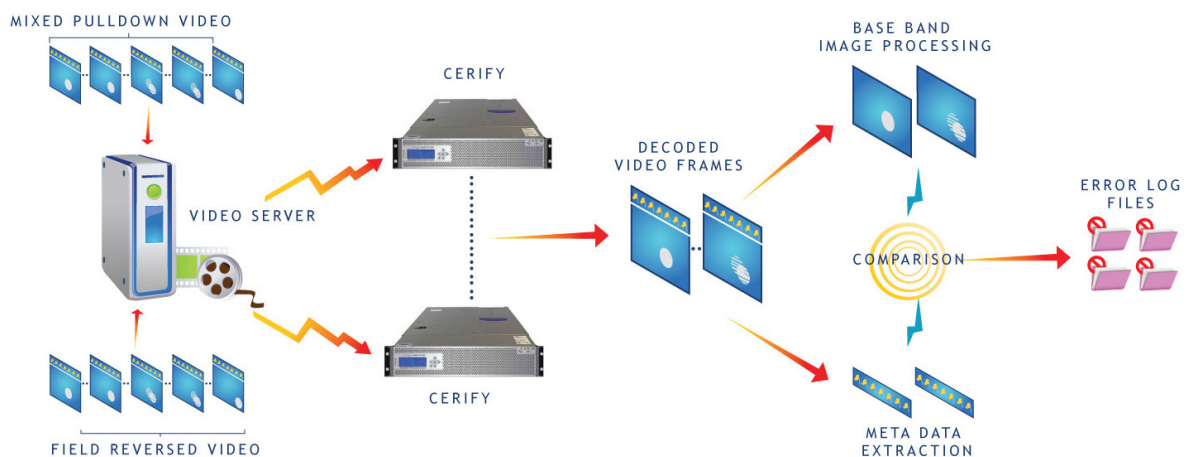 MIXED PULLDOWN VIDEO
VIDEO SERVER
FIELD REVERSED VIDEO
CERIFY
CERIFY
DECODED
VIDEO FRAMES
BASE BAND
IMAGE PROCESSING
COMPARISON
META DATA
EXTRACTION
ERROR LOG
FILES